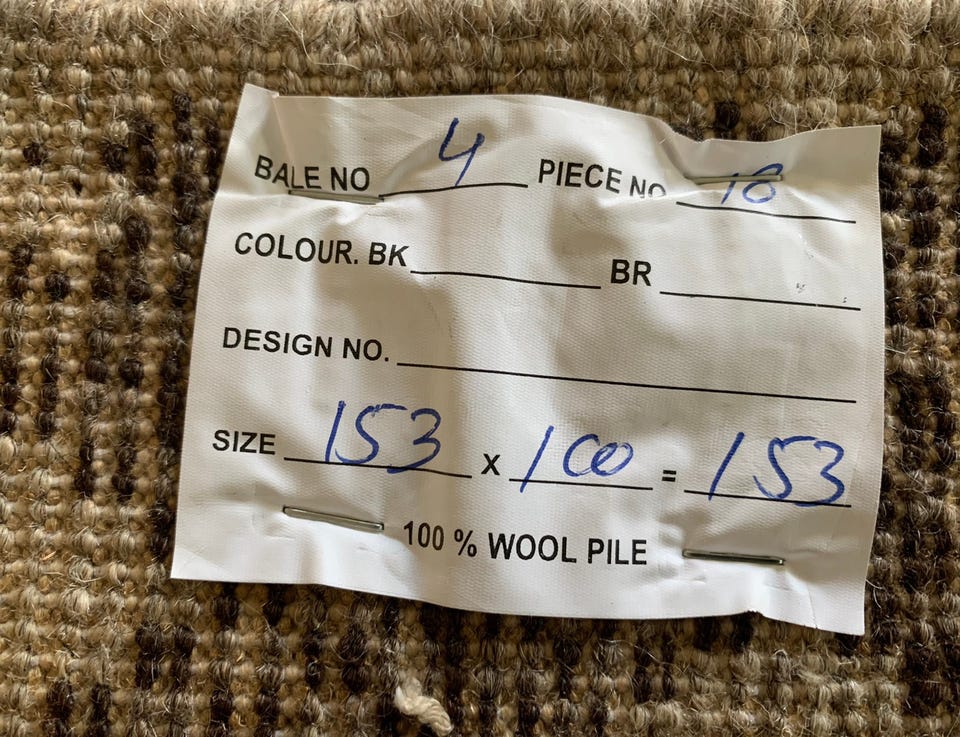 BALE NO 4 PIECE NO 18
COLOUR. BK BR
DESIGN NO.
SIZE 153 x 100 = 153
100 % WOOL PILE